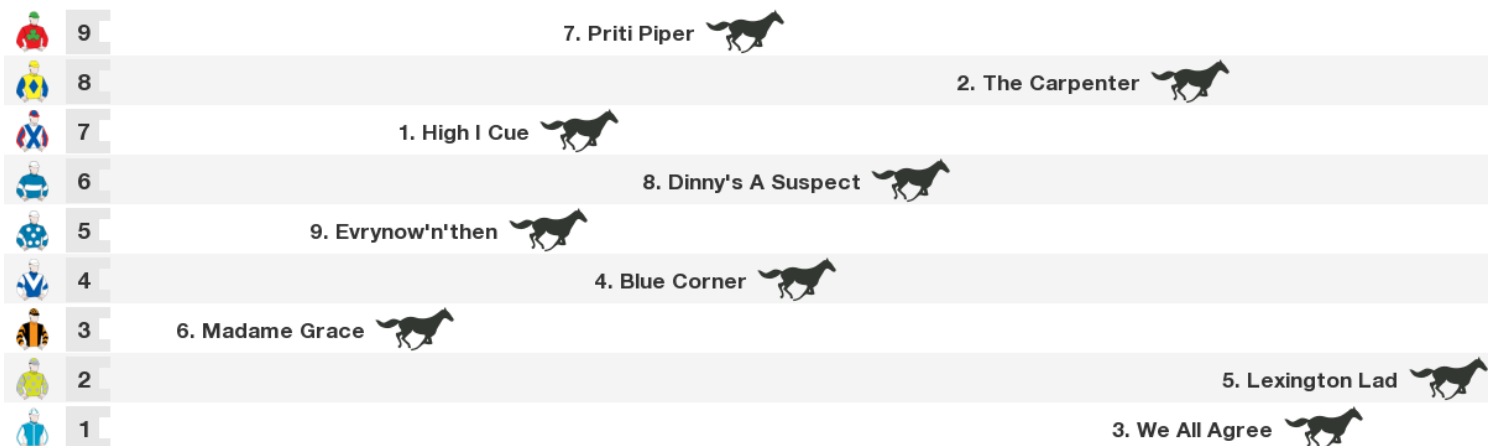 9 7. Priti Piper
8 2. The Carpenter
7 1. High I Cue
6 8. Dinny's A Suspect
5 9. Evrynow'n'then
4 4. Blue Corner
3 6. Madame Grace
2 5. Lexington Lad
1 3. We All Agree